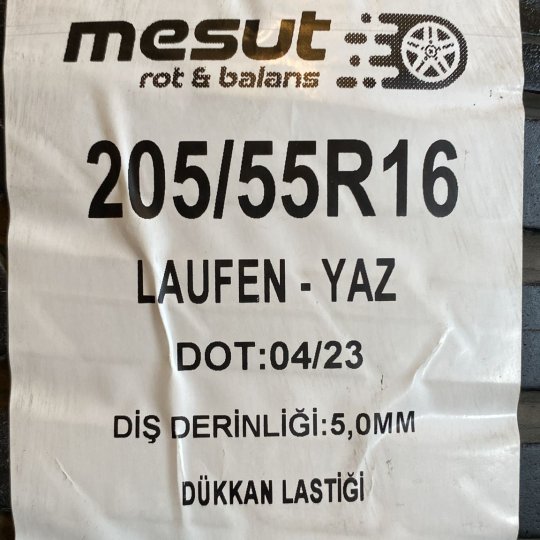 mesut
rot & balans
205/55R16
LAUFEN - YAZ
DOT:04/23
DİŞ DERİNLİĞİ:5,0MM
DÜKKAN LASTİĞİ